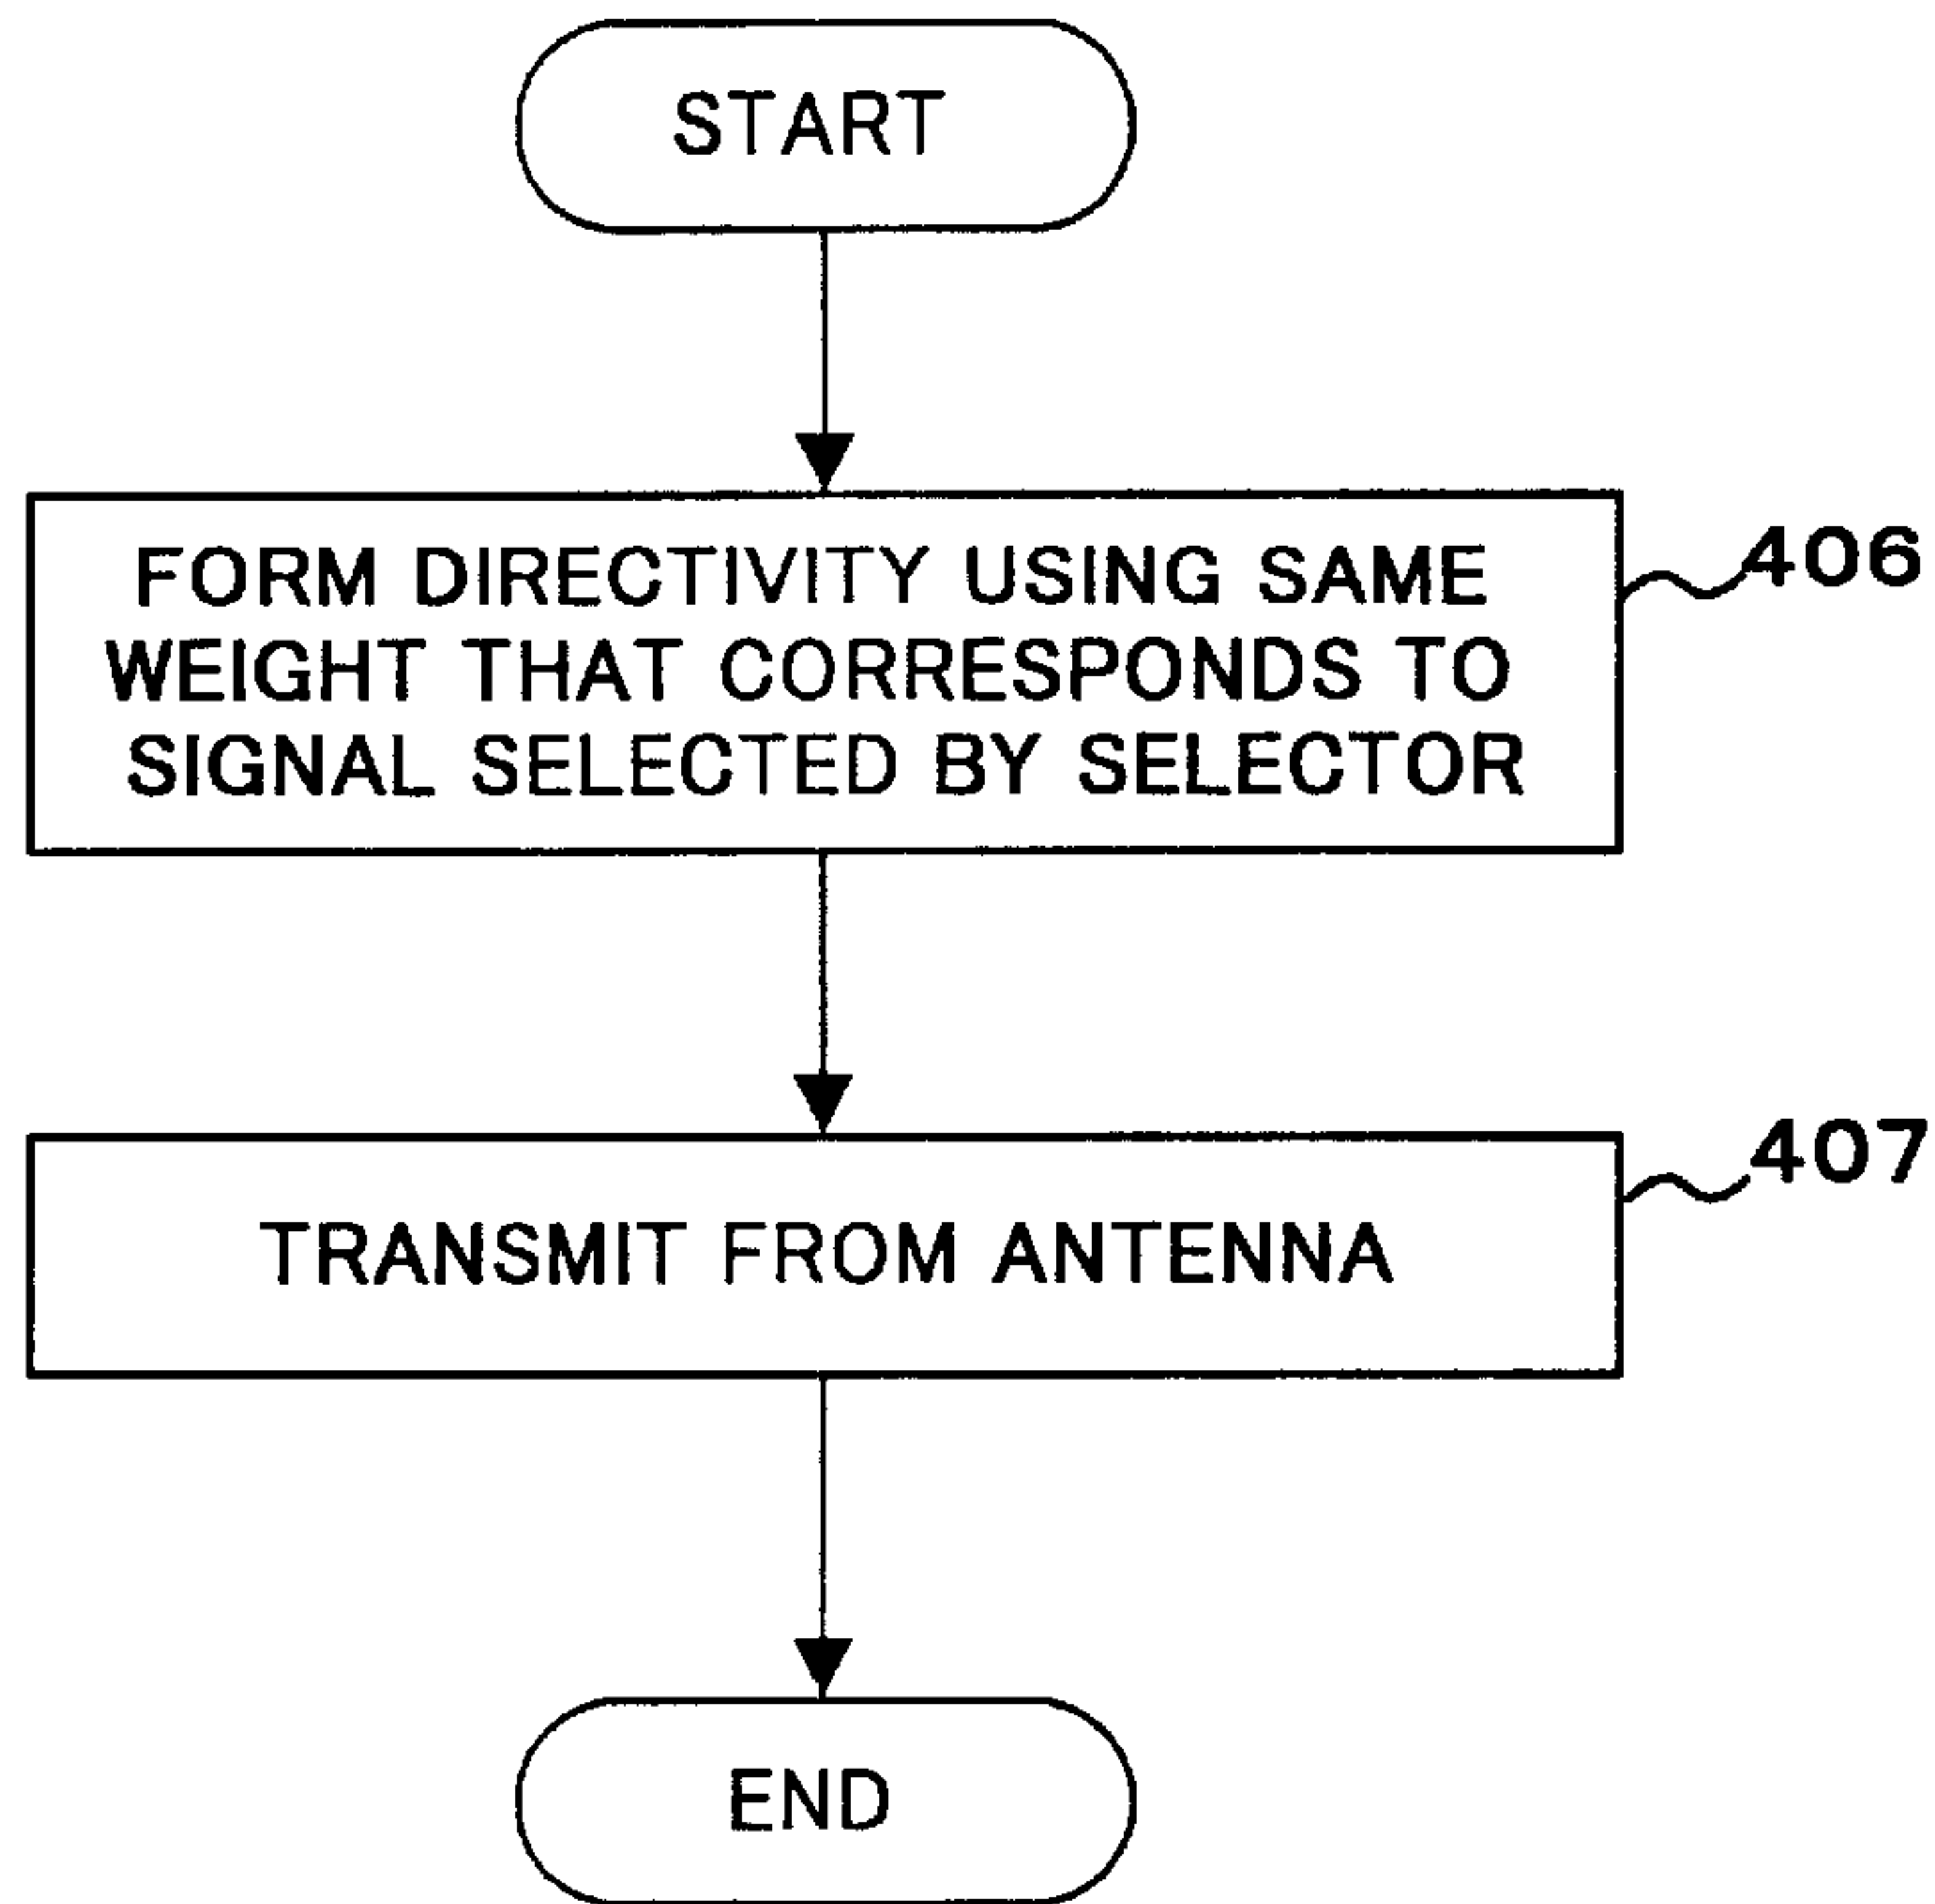 START
FORM DIRECTIVITY USING SAME
WEIGHT THAT CORRESPONDS TO
SIGNAL SELECTED BY SELECTOR
406
TRANSMIT FROM ANTENNA
407
END